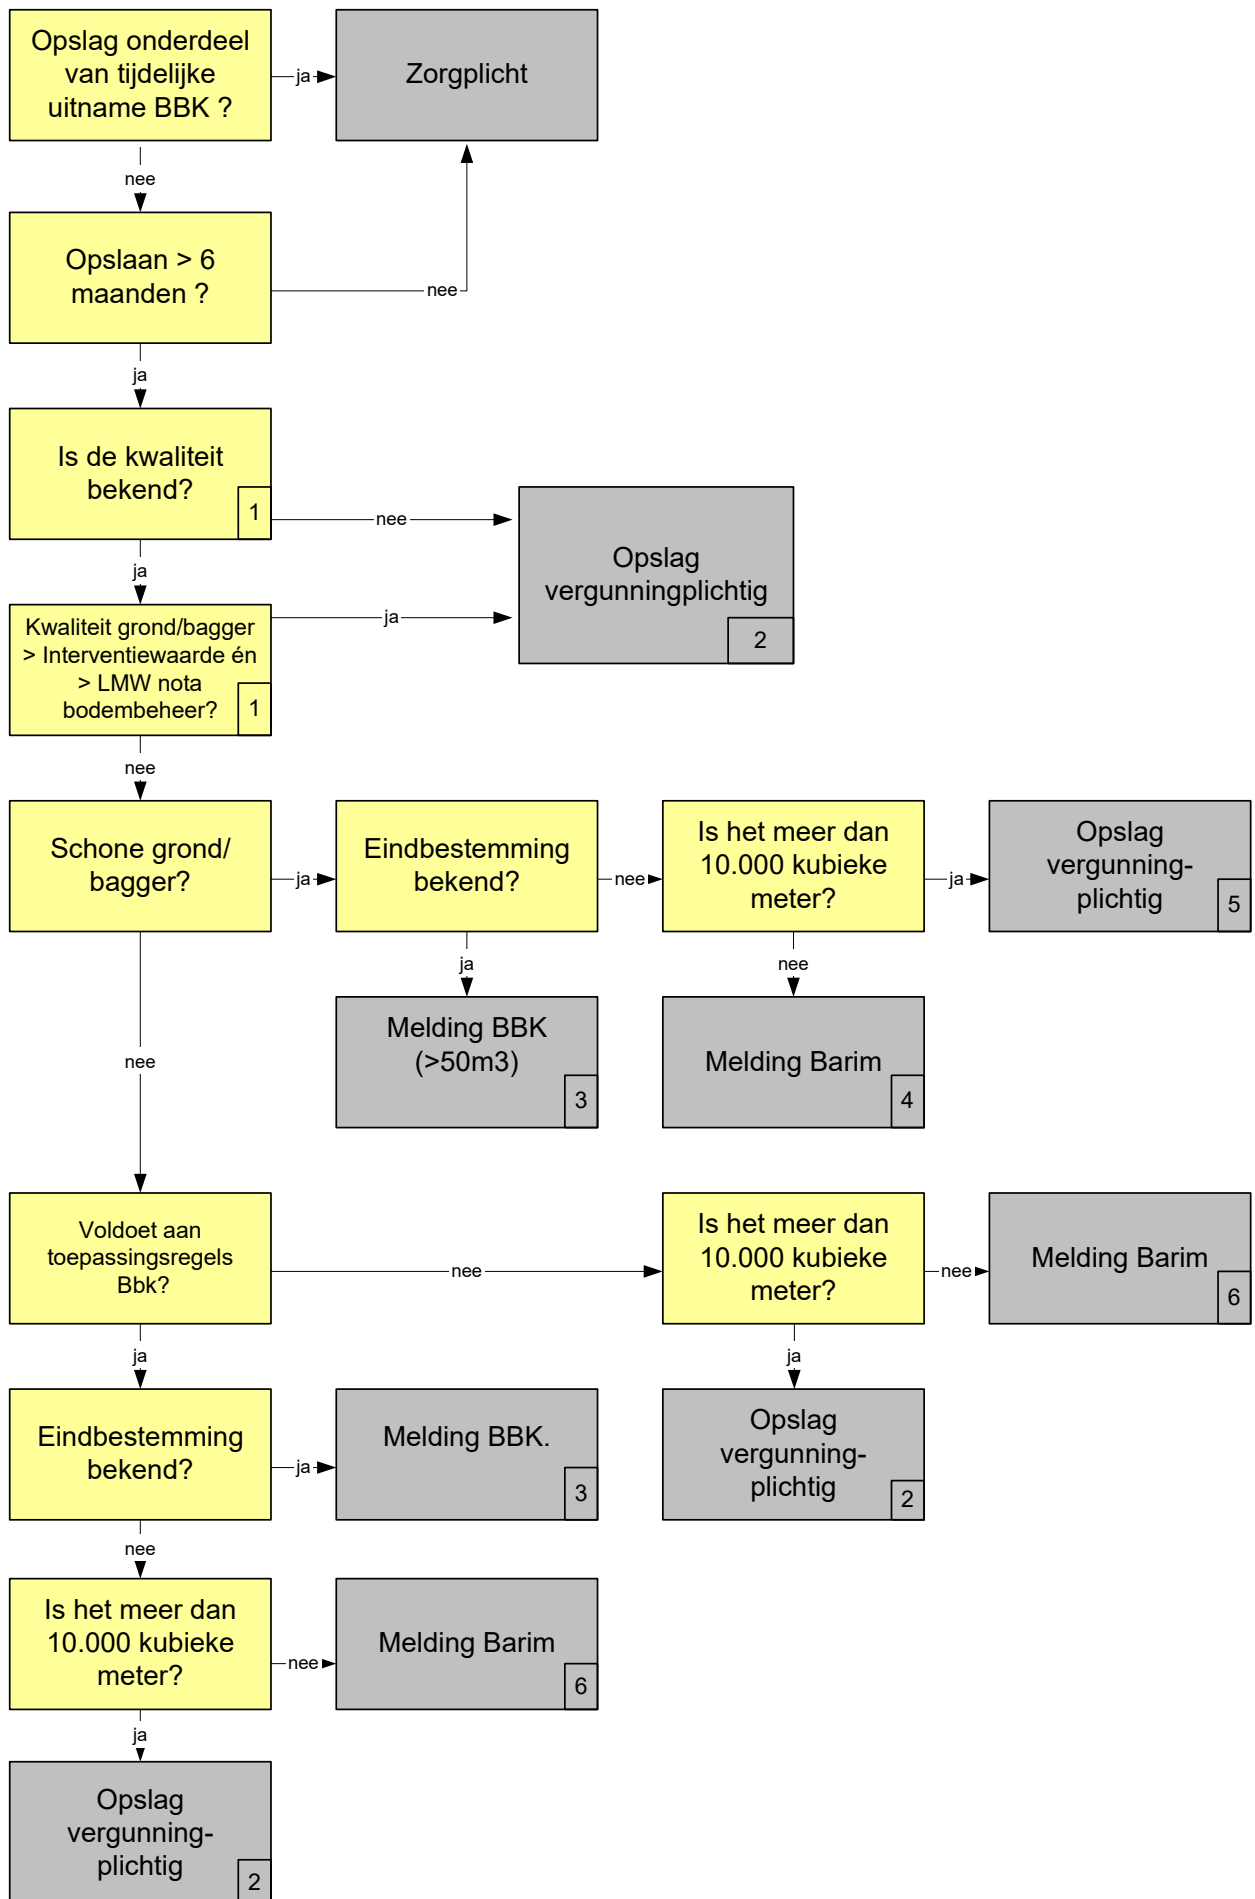 Opslag onderdeel
van tijdelijke
uitname BBK ?
ja
Zorgplicht
nee
Opslaan > 6
maanden ?
nee
ja
Is de kwaliteit
bekend?
1
nee
Opslag
vergunningplichtig
2
ja
Kwaliteit grond/bagger
> Interventiewaarde én
> LMW nota
bodembeheer?
1
ja
nee
Schone grond/
bagger?
ja
Eindbestemming
bekend?
nee
Is het meer dan
10.000 kubieke
meter?
ja
Opslag
vergunning-
plichtig
5
ja
nee
Melding BBK
(>50m3)
3
Melding Barim
4
nee
Voldoet aan
toepassingsregels
Bbk?
nee
Is het meer dan
10.000 kubieke
meter?
nee
Melding Barim
6
ja
ja
Eindbestemming
bekend?
ja
Melding BBK.
3
Opslag
vergunning-
plichtig
2
nee
Is het meer dan
10.000 kubieke
meter?
nee
Melding Barim
6
ja
Opslag
vergunning-
plichtig
2